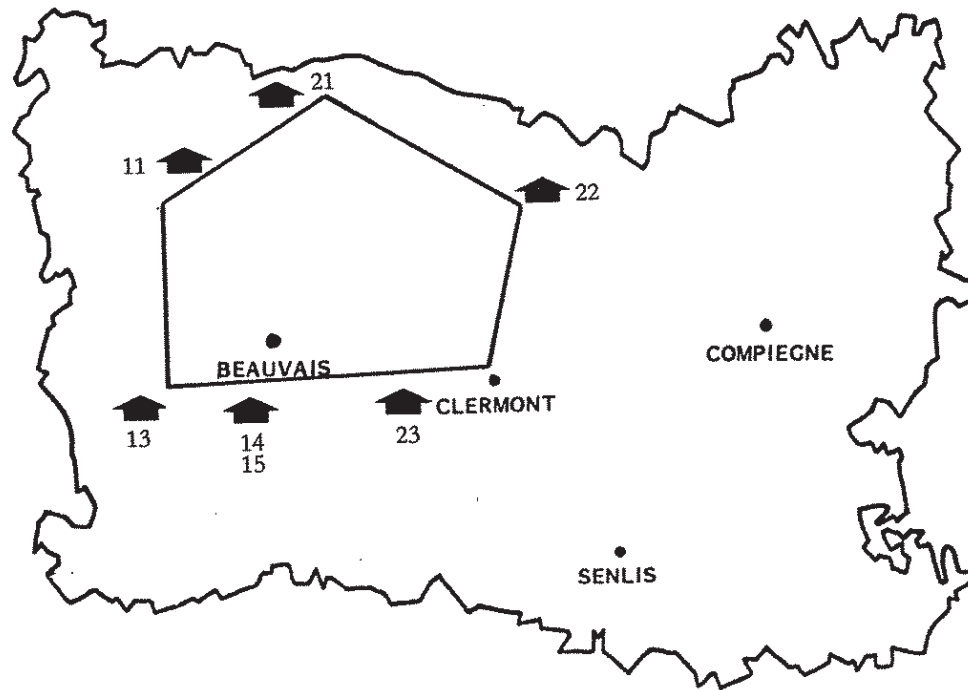 21
11
22
BEAUVAIS
COMPIEGNE
CLERMONT
13
14
15
23
SENLIS